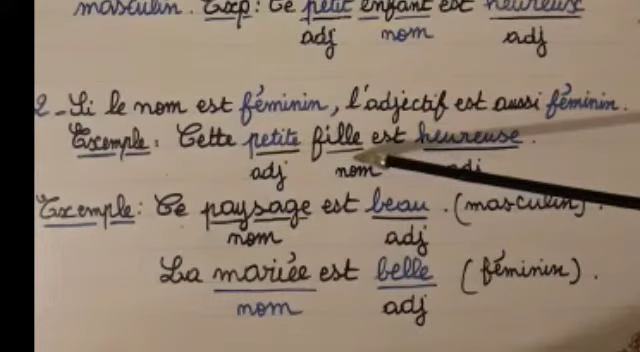 masculin. Exp: Ce petit enfant est heureuse
adj nom adj
2-Si le nom est féminin, l'adjectif est aussi féminin.
Exemple: Cette petite fille est heureuse.
adj nom adj
Exemple: Ce paysage est beau. (masculin).
nom adj
La mariée est belle (féminin).
nom adj